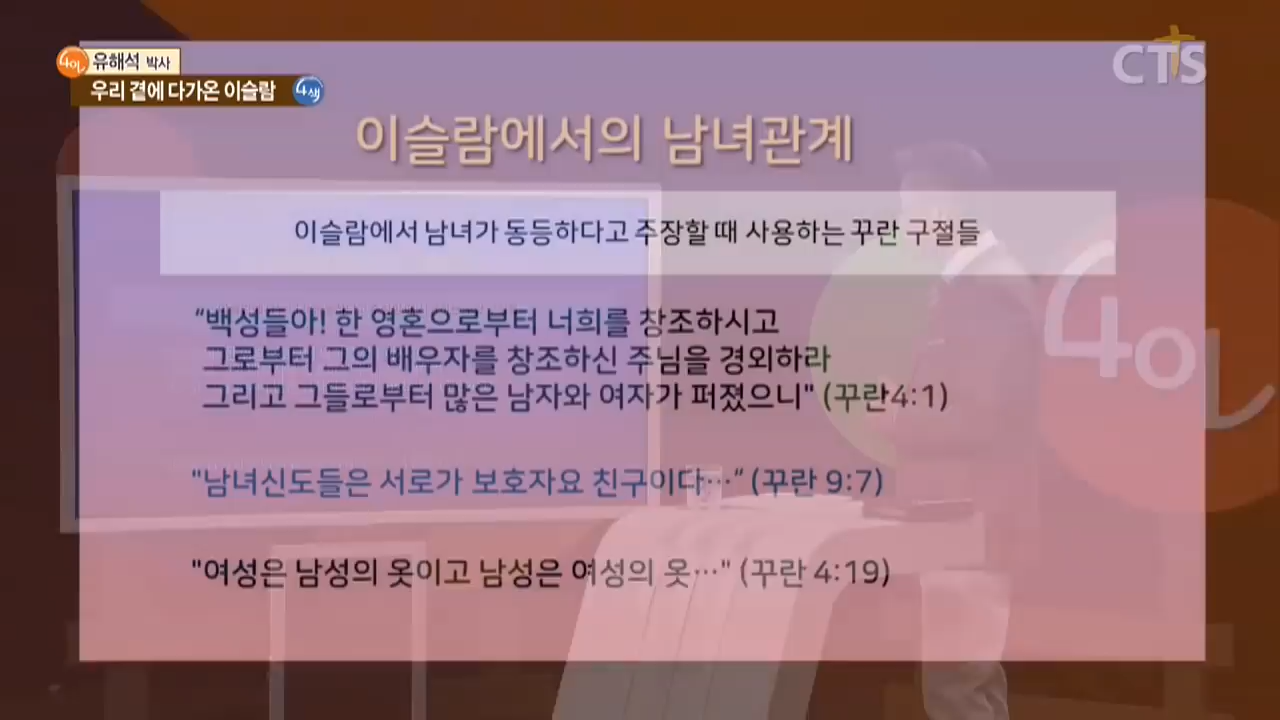 4인 유해석 박사
우리 곁에 다가온 이슬람 4색
CTS
이슬람에서의 남녀관계
이슬람에서 남녀가 동등하다고 주장할 때 사용하는 꾸란 구절들
“백성들아! 한 영혼으로부터 너희를 창조하시고
그로부터 그의 배우자를 창조하신 주님을 경외하라
그리고 그들로부터 많은 남자와 여자가 퍼졌으니" (꾸란4:1)
"남녀신도들은 서로가 보호자요 친구이다…“ (꾸란 9:7)
"여성은 남성의 옷이고 남성은 여성의 옷…" (꾸란 4:19)
4인